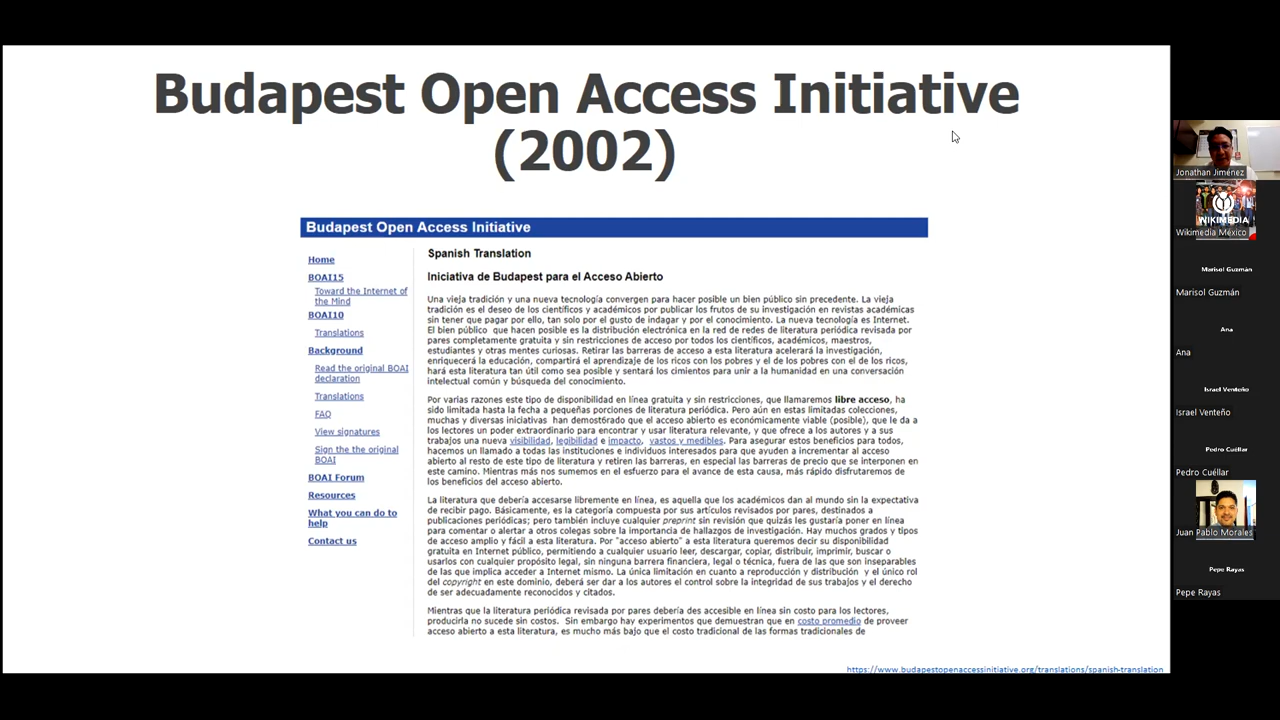 Budapest Open Access Initiative
(2002)
Budapest Open Access Initiative
Home
BOAI15
Toward the Internet of
the Mind
BOAI10
Translations
Background
Read the original BOAI
declaration
Translations
FAQ
View signatures
Sign the the original
BOAI
BOAI Forum
Resources
What you can do to
help
Contact us
Spanish Translation
Iniciativa de Budapest para el Acceso Abierto
Una vieja tradición y una nueva tecnología convergen para hacer posible un bien público sin precedente. La vieja
tradición es el deseo de los científicos y académicos por publicar los frutos de su investigación en revistas académicas
sin tener que pagar por ello, tan solo por el gusto de indagar y por el conocimiento. La nueva tecnología es Internet.
El bien público que hacen posible es la distribución electrónica en la red de redes de literatura periódica revisada por
pares completamente gratuita y sin restricciones de acceso por todos los científicos, académicos, maestros,
estudiantes y otras mentes curiosas. Retirar las barreras de acceso a esta literatura acelerará la investigación,
enriquecerá la educación, compartirá el aprendizaje de los ricos con los pobres y el de los pobres con el de los ricos,
hará esta literatura tan útil como sea posible y sentará los cimientos para unir a la humanidad en una conversación
intelectual común y búsqueda del conocimiento.
Por varias razones este tipo de disponibilidad en línea gratuita y sin restricciones, que llamaremos libre acceso, ha
sido limitada hasta la fecha a pequeñas porciones de literatura periódica. Pero aún en estas limitadas colecciones,
muchas y diversas iniciativas han demostrado que el acceso abierto es económicamente viable (posible), que le da a
los lectores un poder extraordinario para encontrar y usar literatura relevante, y que ofrece a los autores y a sus
trabajos una nueva visibilidad, legibilidad e impacto, vastos y medibles. Para asegurar estos beneficios para todos,
hacemos un llamado a todas las instituciones e individuos interesados para que ayuden a incrementar el acceso
abierto al resto de este tipo de literatura y retiren las barreras, en especial las barreras de precio que se interponen en
este camino. Mientras más nos sumemos en el esfuerzo para el avance de esta causa, más rápido disfrutaremos de
los beneficios del acceso abierto.
La literatura que debería accesarse libremente en línea, es aquella que los académicos dan al mundo sin la expectativa
de recibir pago. Básicamente, es la categoría compuesta por sus artículos revisados por pares, destinados a
publicaciones periódicas; pero también incluye cualquier preprint sin revisión que quizás les gustaría poner en línea
para comentar o alertar a otros colegas sobre la importancia de hallazgos de investigación. Hay muchos grados y tipos
de acceso amplio y fácil a esta literatura. Por "acceso abierto" a esta literatura queremos decir su disponibilidad
gratuita en Internet público, permitiendo a cualquier usuario leer, descargar, copiar, distribuir, imprimir, buscar o
usarlos con cualquier propósito legal, sin ninguna barrera financiera, legal o técnica, fuera de las que son inseparables
de las que implica acceder a Internet mismo. La única limitación en cuanto a reproducción y distribución y el único rol
del copyright en este dominio, deberá ser dar a los autores el control sobre la integridad de sus trabajos y el derecho
de ser adecuadamente reconocidos y citados.
Mientras que la literatura periódica revisada por pares debería des accesible en línea sin costo para los lectores,
producirla no sucede sin costos. Sin embargo hay experimentos que demuestran que en costo promedio de proveer
acceso abierto a esta literatura, es mucho más bajo que el costo tradicional de las formas tradicionales de
https://www.budapestopenaccessinitiative.org/translations/spanish-translation
Jonathan Jiménez
WIKIMEDIA
Wikimedia México
Marisol Guzmán
Marisol Guzmán
Ana
Ana
Israel Venteño
Israel Venteño
Pedro Cuéllar
Pedro Cuéllar
Juan Pablo Morales
Pepe Rayas
Pepe Rayas